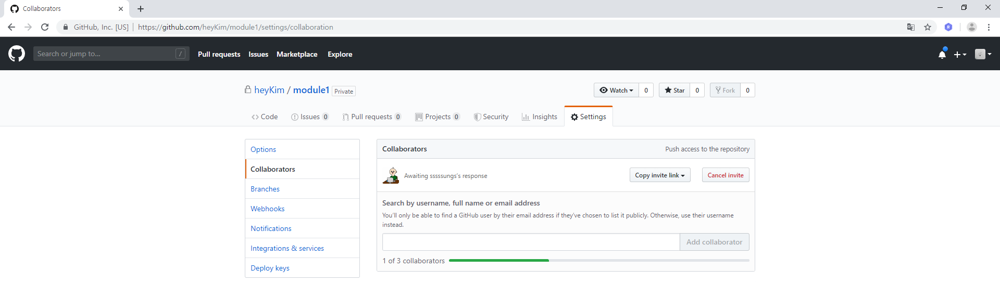 Collaborators
GitHub, Inc. [US] https://github.com/heyKim/module1/settings/collaboration
Search or jump to... / Pull requests Issues Marketplace Explore
heyKim / module1 Private Watch 0 Star 0 Fork 0
Code Issues 0 Pull requests 0 Projects 0 Security Insights Settings
Options
Collaborators
Branches
Webhooks
Notifications
Integrations & services
Deploy keys
Collaborators Push access to the repository
Awaiting sssssungs's response Copy invite link Cancel invite
Search by username, full name or email address
You'll only be able to find a GitHub user by their email address if they've chosen to list it publicly. Otherwise, use their username
instead.
Add collaborator
1 of 3 collaborators